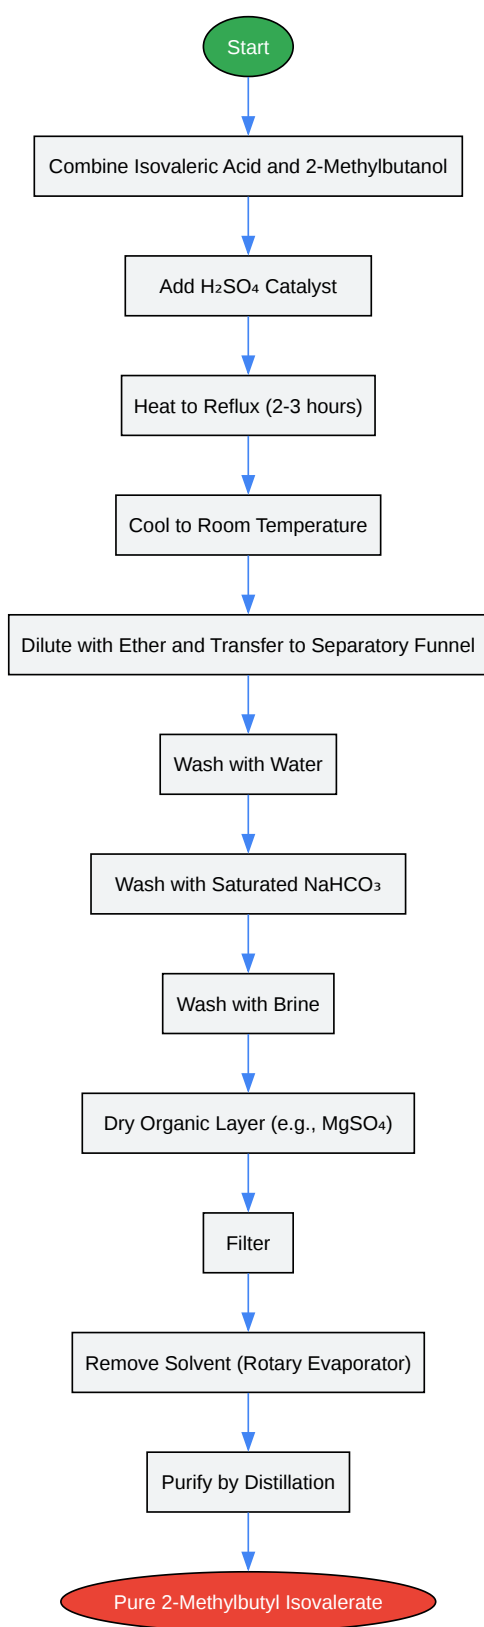 Start
Combine Isovaleric Acid and 2-Methylbutanol
Add H₂SO₄ Catalyst
Heat to Reflux (2-3 hours)
Cool to Room Temperature
Dilute with Ether and Transfer to Separatory Funnel
Wash with Water
Wash with Saturated NaHCO₃
Wash with Brine
Dry Organic Layer (e.g., MgSO₄)
Filter
Remove Solvent (Rotary Evaporator)
Purify by Distillation
Pure 2-Methylbutyl Isovalerate